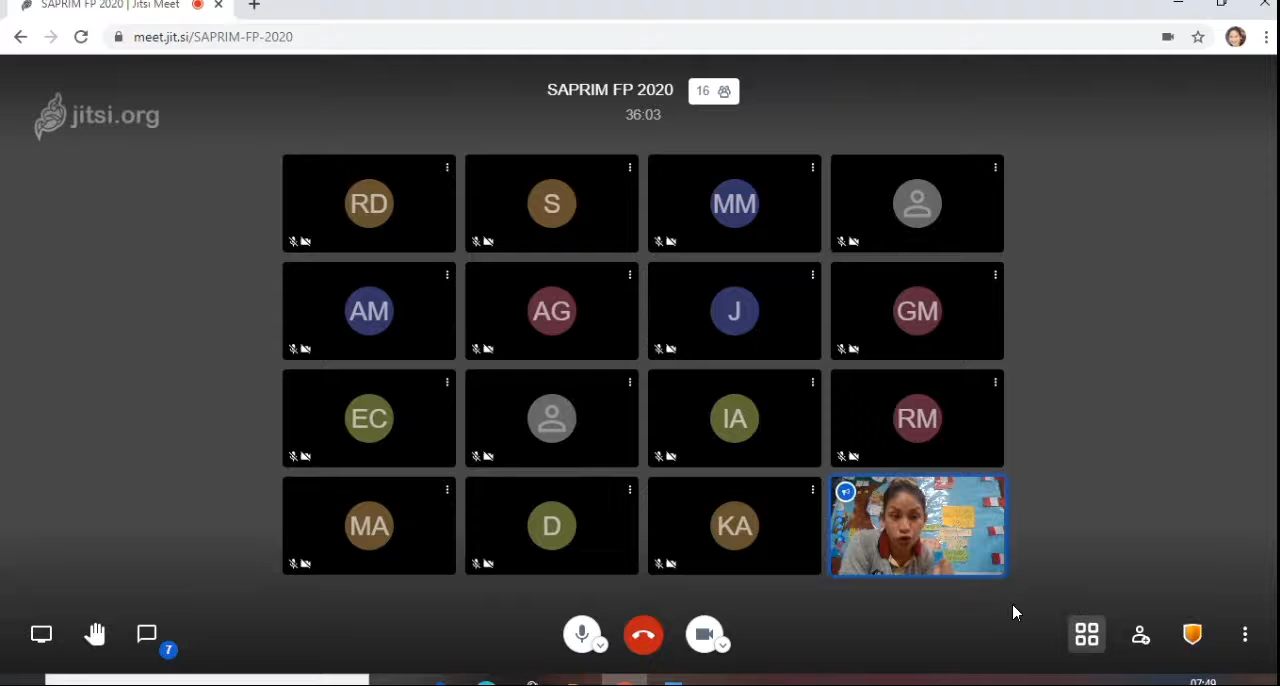 SAPRIM FP 2020 | Jitsi Meet
meet.jit.si/SAPRIM-FP-2020
jitsi.org
SAPRIM FP 2020
16
36:03
RD
S
MM
AM
AG
J
GM
EC
IA
RM
MA
D
KA
7
07:49